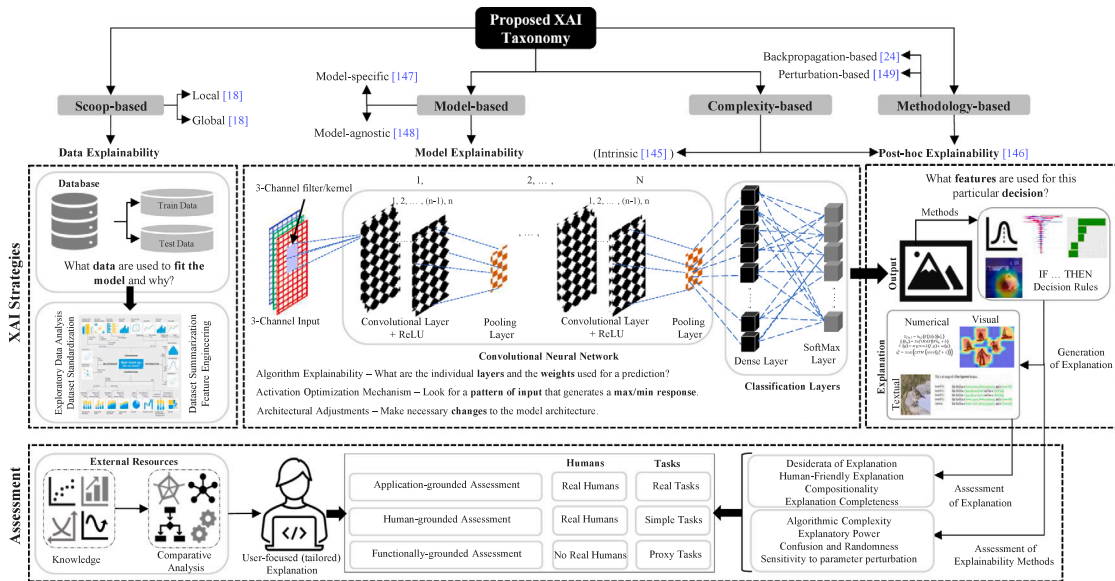 Proposed XAI
Taxonomy
Backpropagation-based [24]
Perturbation-based [149]
Model-specific [147]
Local [18]
Global [18]
Scoop-based
Model-based
Complexity-based
Methodology-based
Model-agnostic [148]
Data Explainability
Model Explainability
(Intrinsic [145] )
Post-hoc Explainability [146]
XAI Strategies
Database
Train Data
Test Data
What data are used to fit the
model and why?
Exploratory Data Analysis
Dataset Standardization
Dataset Summarization
Feature Engineering
3-Channel filter/kernel
1,
2, … ,
N
1, 2, … , (n-1), n
1, 2, … , (n-1), n
, … ,
3-Channel Input
Convolutional Layer
+ ReLU
Pooling
Layer
Convolutional Layer
+ ReLU
Pooling
Layer
Convolutional Neural Network
Dense Layer
SoftMax
Layer
Classification Layers
Algorithm Explainability – What are the individual layers and the weights used for a prediction?
Activation Optimization Mechanism – Look for a pattern of input that generates a max/min response.
Architectural Adjustments – Make necessary changes to the model architecture.
What features are used for this
particular decision?
Methods
Output
IF … THEN
Decision Rules
Numerical
Visual
Explanation
Textual
Generation
of Explanation
Assessment
External Resources
Knowledge
Comparative
Analysis
User-focused (tailored)
Explanation
Humans
Tasks
Application-grounded Assessment
Real Humans
Real Tasks
Human-grounded Assessment
Real Humans
Simple Tasks
Functionally-grounded Assessment
No Real Humans
Proxy Tasks
Desiderata of Explanation
Human-Friendly Explanation
Compositionality
Explanation Completeness
Assessment
of Explanation
Algorithmic Complexity
Explanatory Power
Confusion and Randomness
Sensitivity to parameter perturbation
Assessment of
Explainability Methods